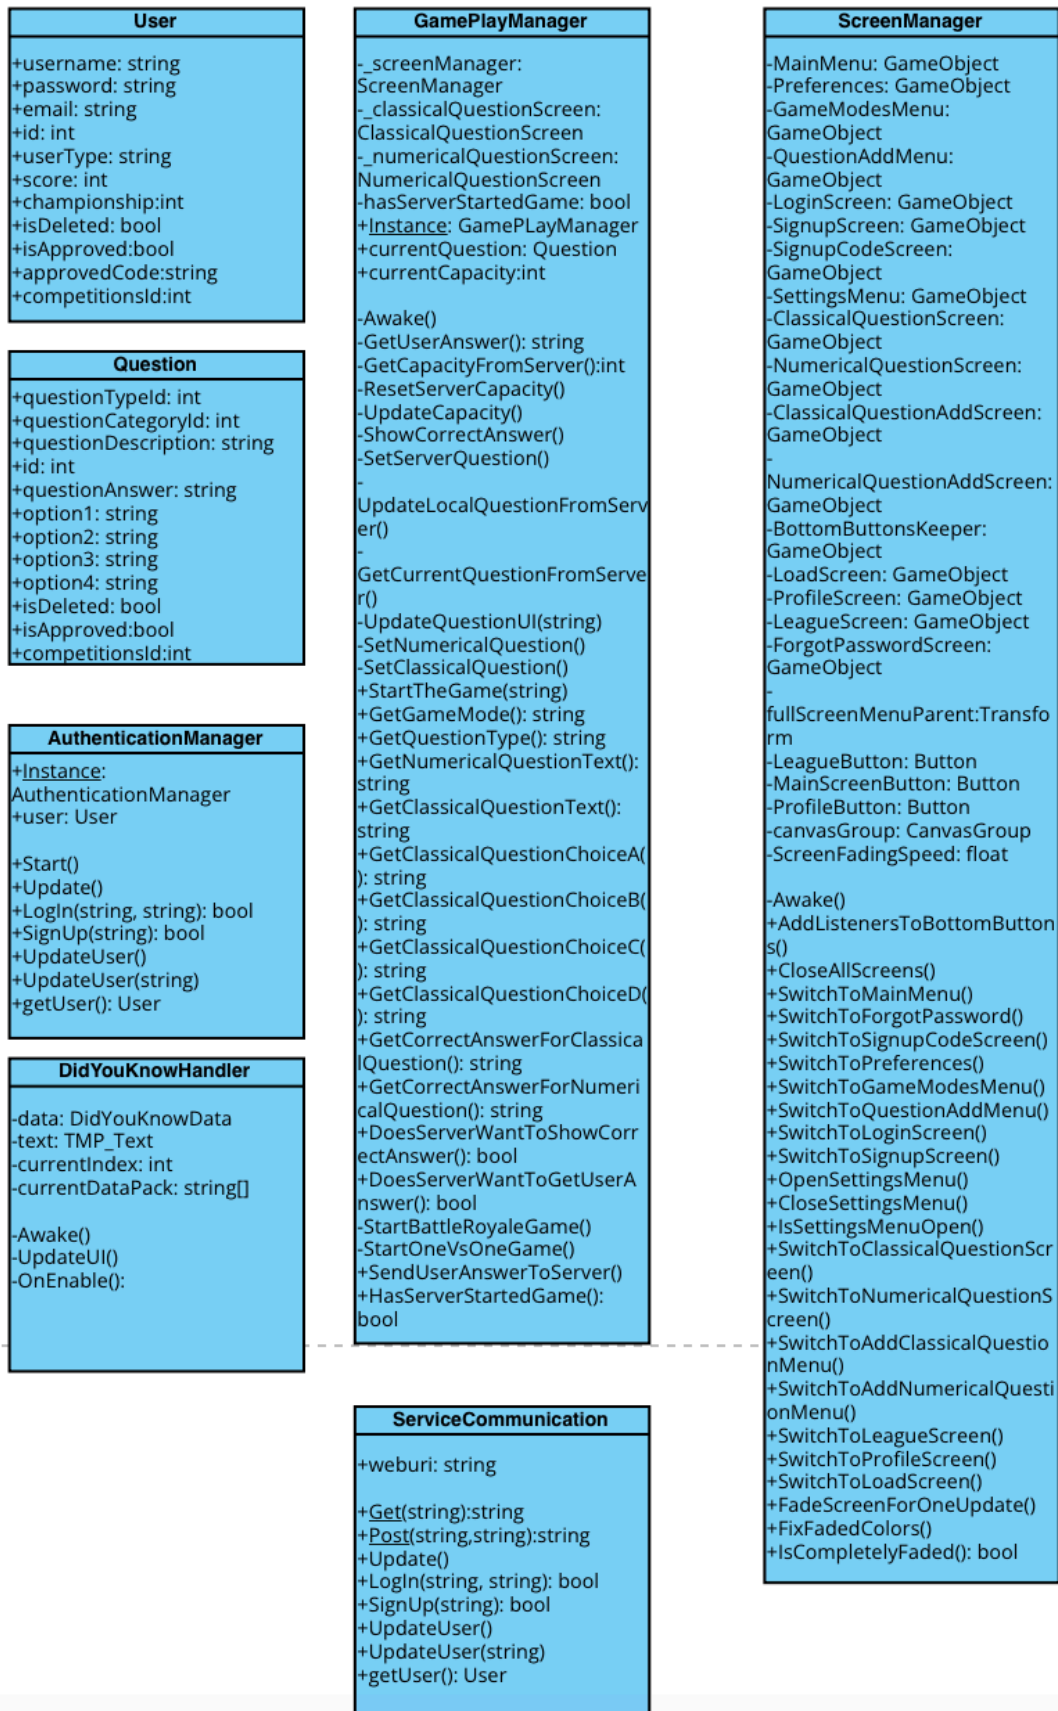 User
+username: string
+password: string
+email: string
+id: int
+userType: string
+score: int
+championship:int
+isDeleted: bool
+isApproved:bool
+approvedCode:string
+competitionsId:int
Question
+questionTypeId: int
+questionCategoryId: int
+questionDescription: string
+id: int
+questionAnswer: string
+option1: string
+option2: string
+option3: string
+option4: string
+isDeleted: bool
+isApproved:bool
+competitionsId:int
AuthenticationManager
+Instance:
AuthenticationManager
+user: User
+Start()
+Update()
+LogIn(string, string): bool
+SignUp(string): bool
+UpdateUser()
+UpdateUser(string)
+getUser(): User
DidYouKnowHandler
-data: DidYouKnowData
-text: TMP_Text
-currentIndex: int
-currentDataPack: string[]
-Awake()
-UpdateUI()
-OnEnable():
GamePlayManager
-_screenManager:
ScreenManager
-_classicalQuestionScreen:
ClassicalQuestionScreen
-_numericalQuestionScreen:
NumericalQuestionScreen
-hasServerStartedGame: bool
+Instance: GamePLayManager
+currentQuestion: Question
+currentCapacity:int
-Awake()
-GetUserAnswer(): string
-GetCapacityFromServer():int
-ResetServerCapacity()
-UpdateCapacity()
-ShowCorrectAnswer()
-SetServerQuestion()
-
UpdateLocalQuestionFromServ
er()
-
GetCurrentQuestionFromServe
r()
-UpdateQuestionUI(string)
-SetNumericalQuestion()
-SetClassicalQuestion()
+StartTheGame(string)
+GetGameMode(): string
+GetQuestionType(): string
+GetNumericalQuestionText():
string
+GetClassicalQuestionText():
string
+GetClassicalQuestionChoiceA(
): string
+GetClassicalQuestionChoiceB(
): string
+GetClassicalQuestionChoiceC(
): string
+GetClassicalQuestionChoiceD(
): string
+GetCorrectAnswerForClassica
lQuestion(): string
+GetCorrectAnswerForNumeri
calQuestion(): string
+DoesServerWantToShowCorr
ectAnswer(): bool
+DoesServerWantToGetUserA
nswer(): bool
-StartBattleRoyaleGame()
-StartOneVsOneGame()
+SendUserAnswerToServer()
+HasServerStartedGame():
bool
ServiceCommunication
+weburi: string
+Get(string):string
+Post(string,string):string
+Update()
+LogIn(string, string): bool
+SignUp(string): bool
+UpdateUser()
+UpdateUser(string)
+getUser(): User
ScreenManager
-MainMenu: GameObject
-Preferences: GameObject
-GameModesMenu:
GameObject
-QuestionAddMenu:
GameObject
-LoginScreen: GameObject
-SignupScreen: GameObject
-SignupCodeScreen:
GameObject
-SettingsMenu: GameObject
-ClassicalQuestionScreen:
GameObject
-NumericalQuestionScreen:
GameObject
-ClassicalQuestionAddScreen:
GameObject
-
NumericalQuestionAddScreen:
GameObject
-BottomButtonsKeeper:
GameObject
-LoadScreen: GameObject
-ProfileScreen: GameObject
-LeagueScreen: GameObject
-ForgotPasswordScreen:
GameObject
-
fullScreenMenuParent:Transfo
rm
-LeagueButton: Button
-MainScreenButton: Button
-ProfileButton: Button
-canvasGroup: CanvasGroup
-ScreenFadingSpeed: float
-Awake()
+AddListenersToBottomButton
s()
+CloseAllScreens()
+SwitchToMainMenu()
+SwitchToForgotPassword()
+SwitchToSignupCodeScreen()
+SwitchToPreferences()
+SwitchToGameModesMenu()
+SwitchToQuestionAddMenu()
+SwitchToLoginScreen()
+SwitchToSignupScreen()
+OpenSettingsMenu()
+CloseSettingsMenu()
+IsSettingsMenuOpen()
+SwitchToClassicalQuestionScr
een()
+SwitchToNumericalQuestionS
creen()
+SwitchToAddClassicalQuestio
nMenu()
+SwitchToAddNumericalQuesti
onMenu()
+SwitchToLeagueScreen()
+SwitchToProfileScreen()
+SwitchToLoadScreen()
+FadeScreenForOneUpdate()
+FixFadedColors()
+IsCompletelyFaded(): bool